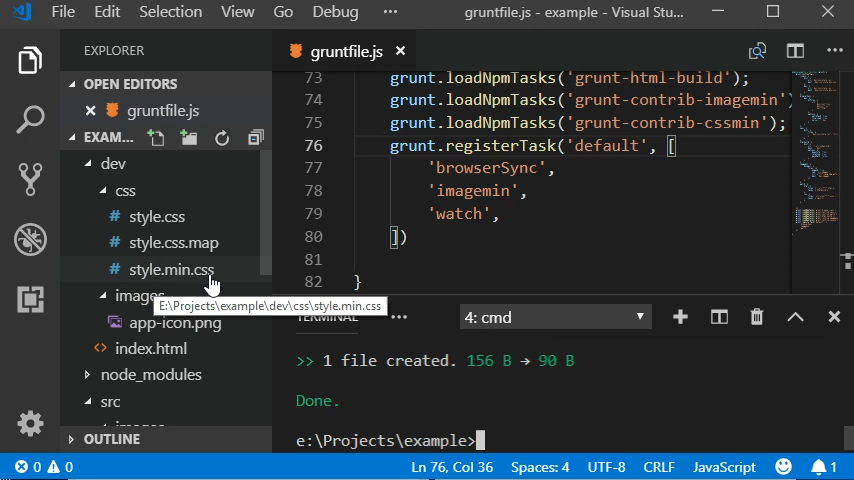 File Edit Selection View Go Debug ··· gruntfile.js - example - Visual Stu...
EXPLORER
gruntfile.js
OPEN EDITORS
gruntfile.js
EXAM...
dev
css
# style.css
# style.css.map
# style.min.css
images
E:\Projects\example\dev\css\style.min.css
app-icon.png
<> index.html
node_modules
src
OUTLINE
73 grunt.loadNpmTasks('grunt-html-build');
74 grunt.loadNpmTasks('grunt-contrib-imagemin')
75 grunt.loadNpmTasks('grunt-contrib-cssmin');
76 grunt.registerTask('default', [
77 'browserSync',
78 'imagemin',
79 'watch',
80 ])
81
82 }
TERMINAL ··· 4: cmd
>> 1 file created. 156 B → 90 B
Done.
e:\Projects\example>
0 0 Ln 76, Col 36 Spaces: 4 UTF-8 CRLF JavaScript 1